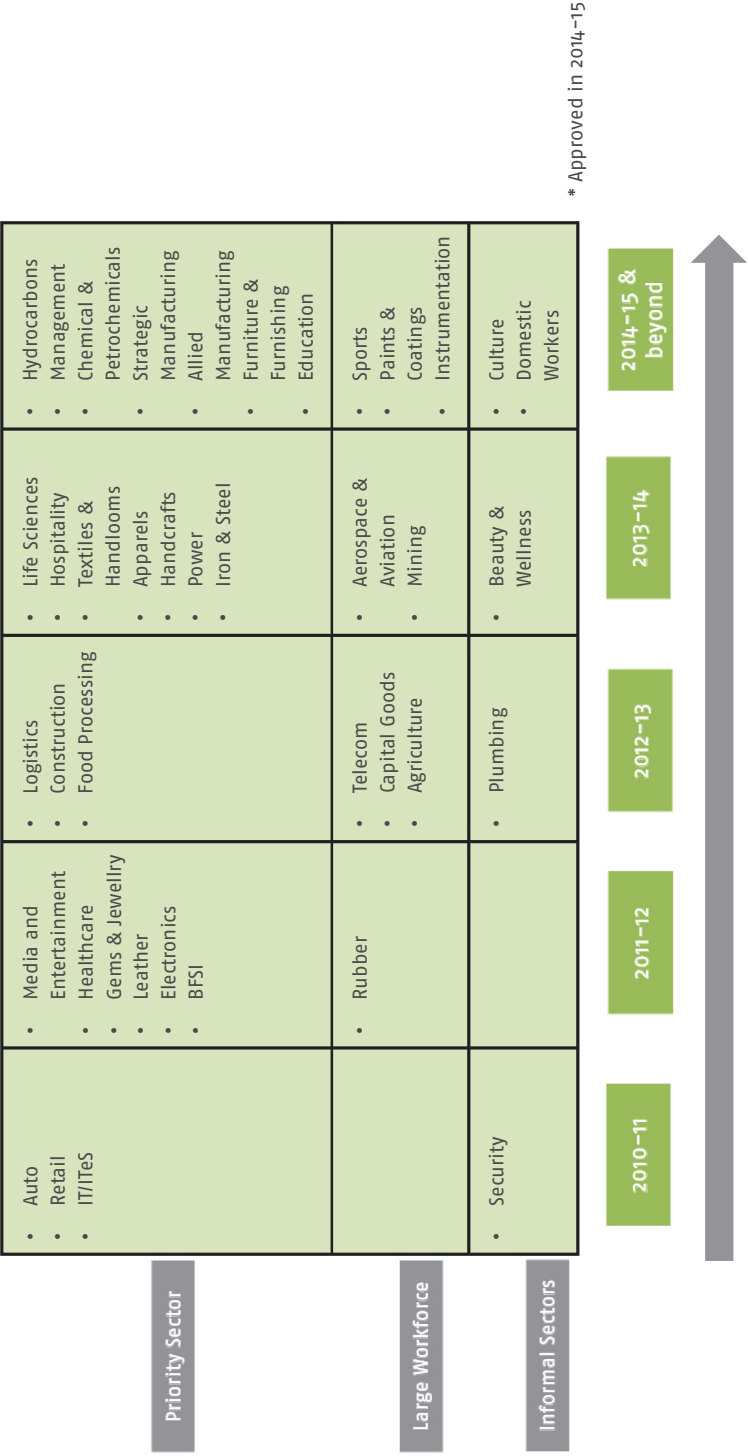 Priority Sector
• Auto
• Retail
• IT/ITeS
• Media and
Entertainment
• Healthcare
• Gems & Jewellry
• Leather
• Electronics
• BFSI
• Logistics
• Construction
• Food Processing
• Life Sciences
• Hospitality
• Textiles &
Handlooms
• Apparels
• Handcrafts
• Power
• Iron & Steel
• Hydrocarbons
• Management
• Chemical &
Petrochemicals
• Strategic
Manufacturing
• Allied
Manufacturing
• Furniture &
Furnishing
• Education
Large Workforce
• Rubber
• Telecom
• Capital Goods
• Agriculture
• Aerospace &
Aviation
• Mining
• Sports
• Paints &
Coatings
• Instrumentation
Informal Sectors
• Security
• Plumbing
• Beauty &
Wellness
• Culture
• Domestic
Workers
* Approved in 2014–15
2010–11
2011–12
2012–13
2013–14
2014–15 &
beyond